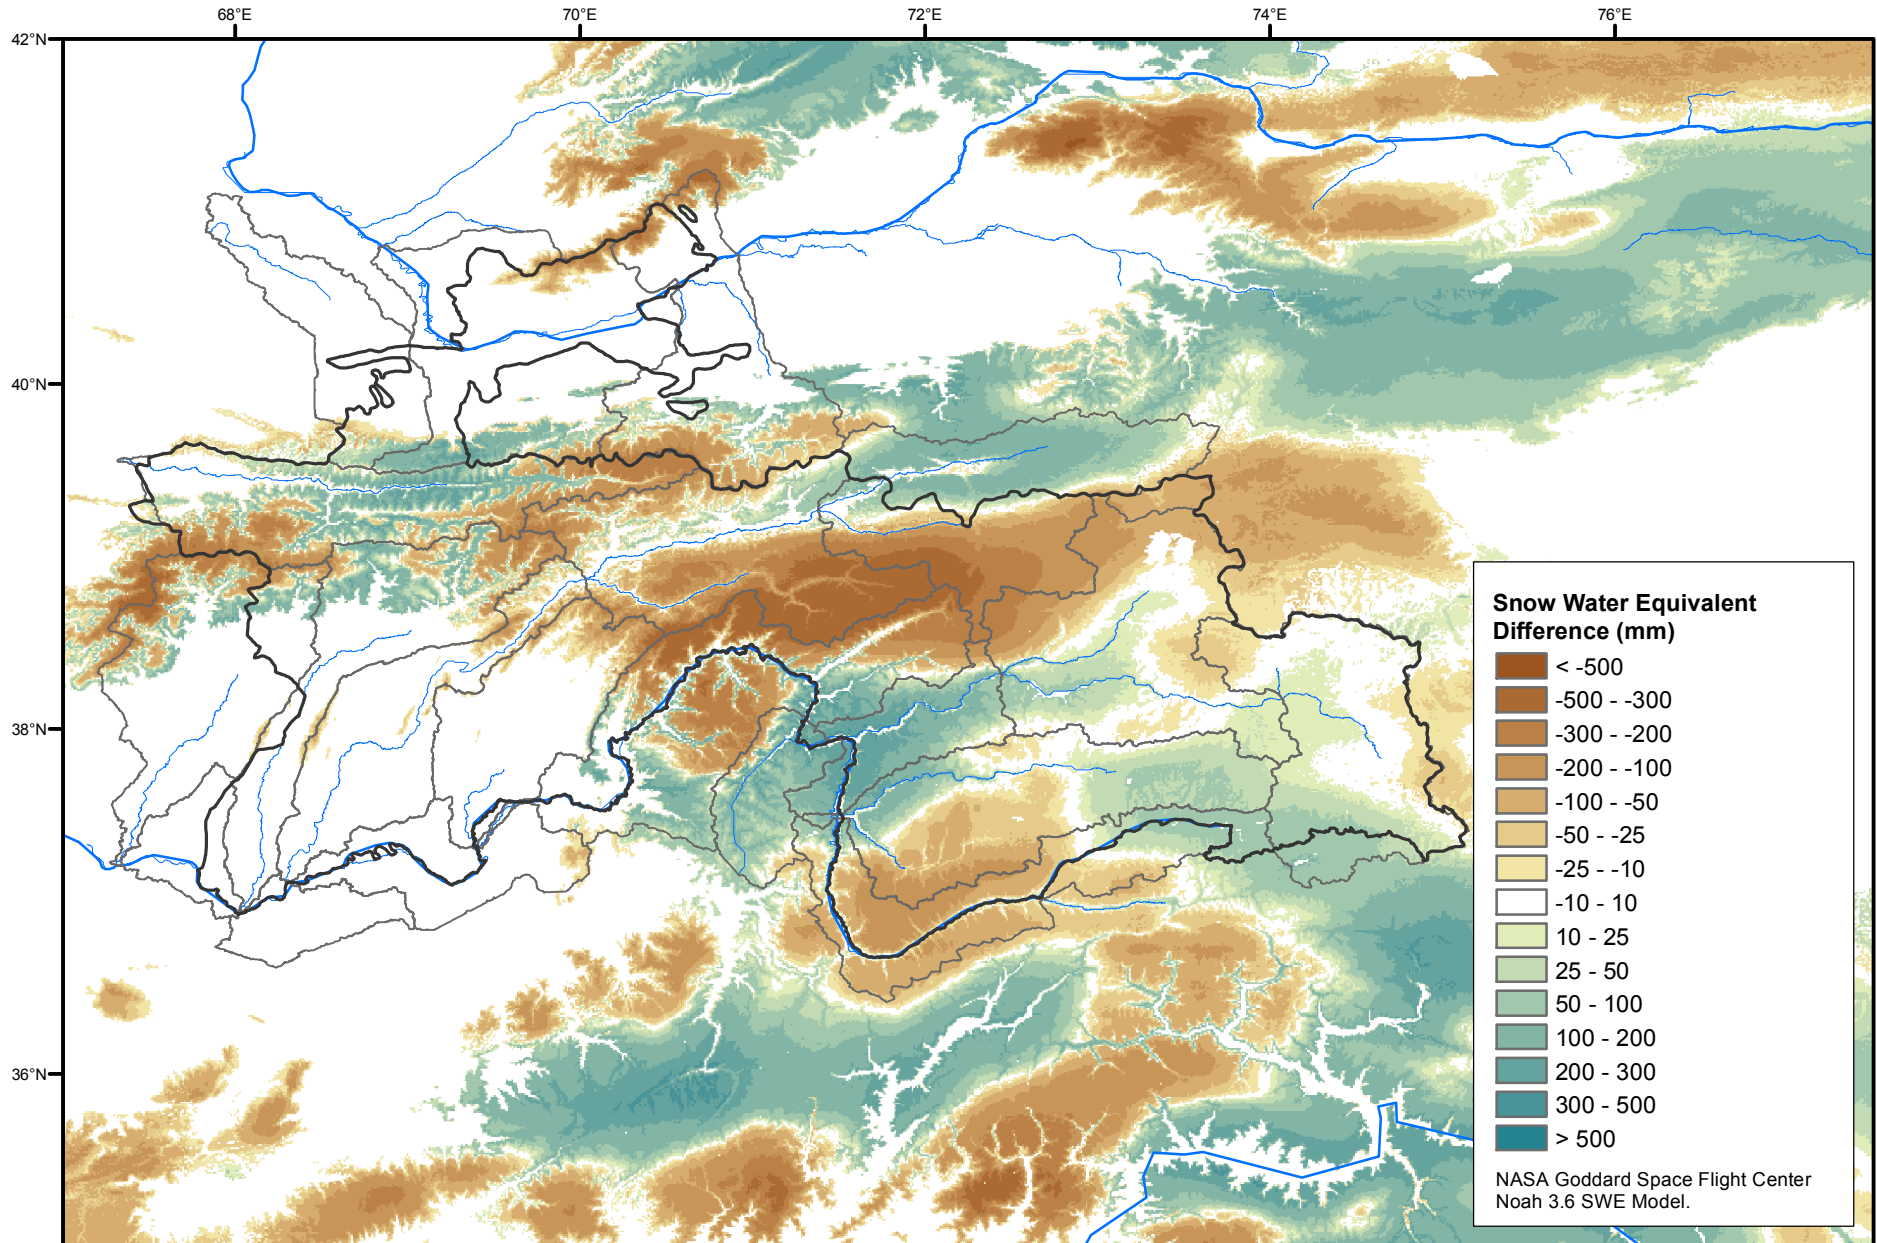 68°E 70°E 72°E 74°E 76°E
42°N
40°N
38°N
36°N
Snow Water Equivalent
Difference (mm)
< -500
-500 - -300
-300 - -200
-200 - -100
-100 - -50
-50 - -25
-25 - -10
-10 - 10
10 - 25
25 - 50
50 - 100
100 - 200
200 - 300
300 - 500
> 500
NASA Goddard Space Flight Center
Noah 3.6 SWE Model.